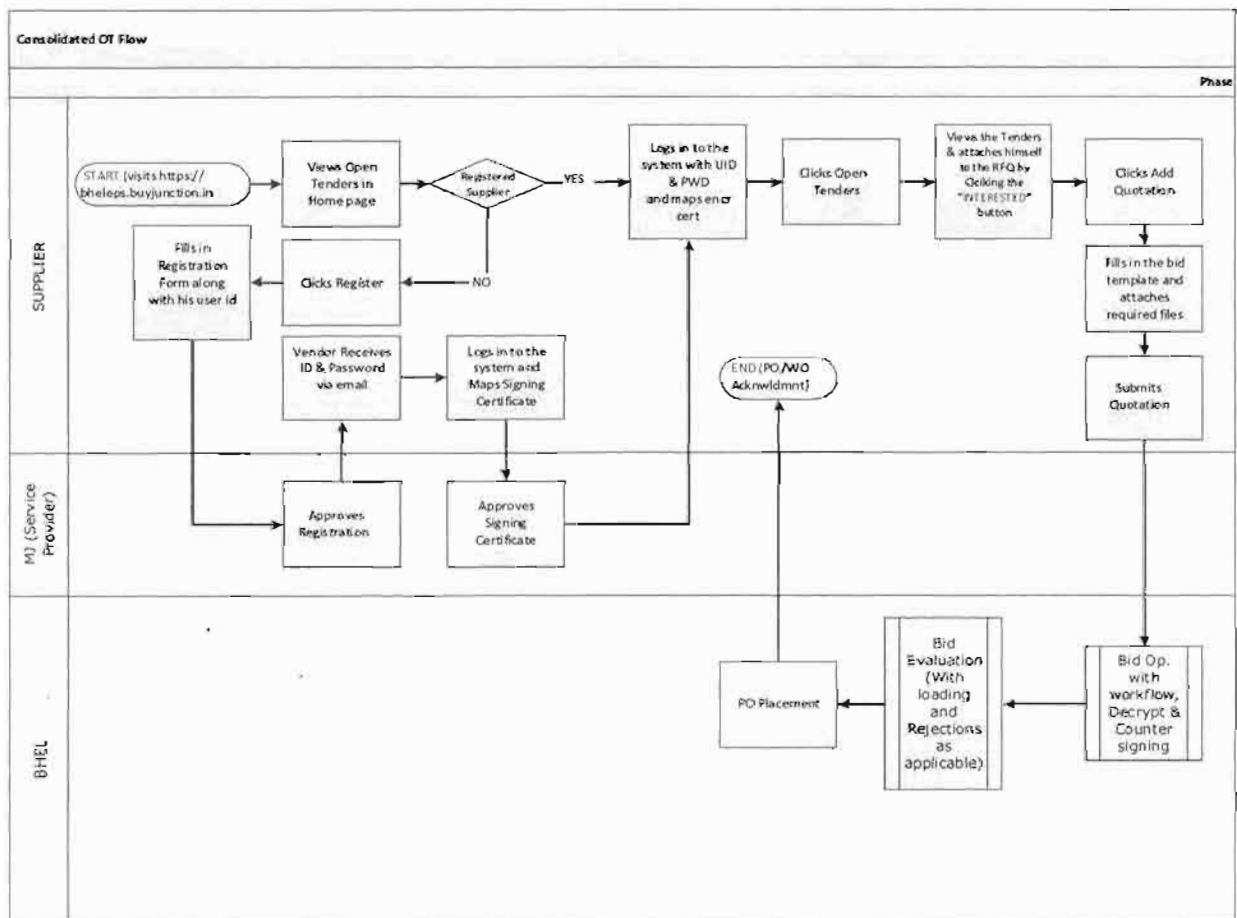 Consolidated OT Flow
Phase
SUPPLIER
START (visits https://
bheleps.buyjunction.in
Views Open
Tenders in
Home page
Registered
Supplier
YES
Logs in to the
system with UID
& PWD
and maps encr
cert
Clicks Open
Tenders
Views the Tenders
& attaches himself
to the RFQ by
Clciking the
"INTERESTED"
button
Clicks Add
Quotation
Fills in
Registration
Form along
with his user id
Clicks Register
NO
Fills in the bid
template and
attaches
required files
Vendor Receives
ID & Password
via email
Logs in to the
system and
Maps Signing
Certificate
END (PO/WO
Acknwldmnt)
Submits
Quotation
MJ (Service
Provider)
Approves
Registration
Approves
Signing
Certificate
BHEL
PO Placement
Bid
Evaluation
(With
loading
and
Rejections
as
applicable)
Bid Op.
with
workflow,
Decrypt &
Counter
signing